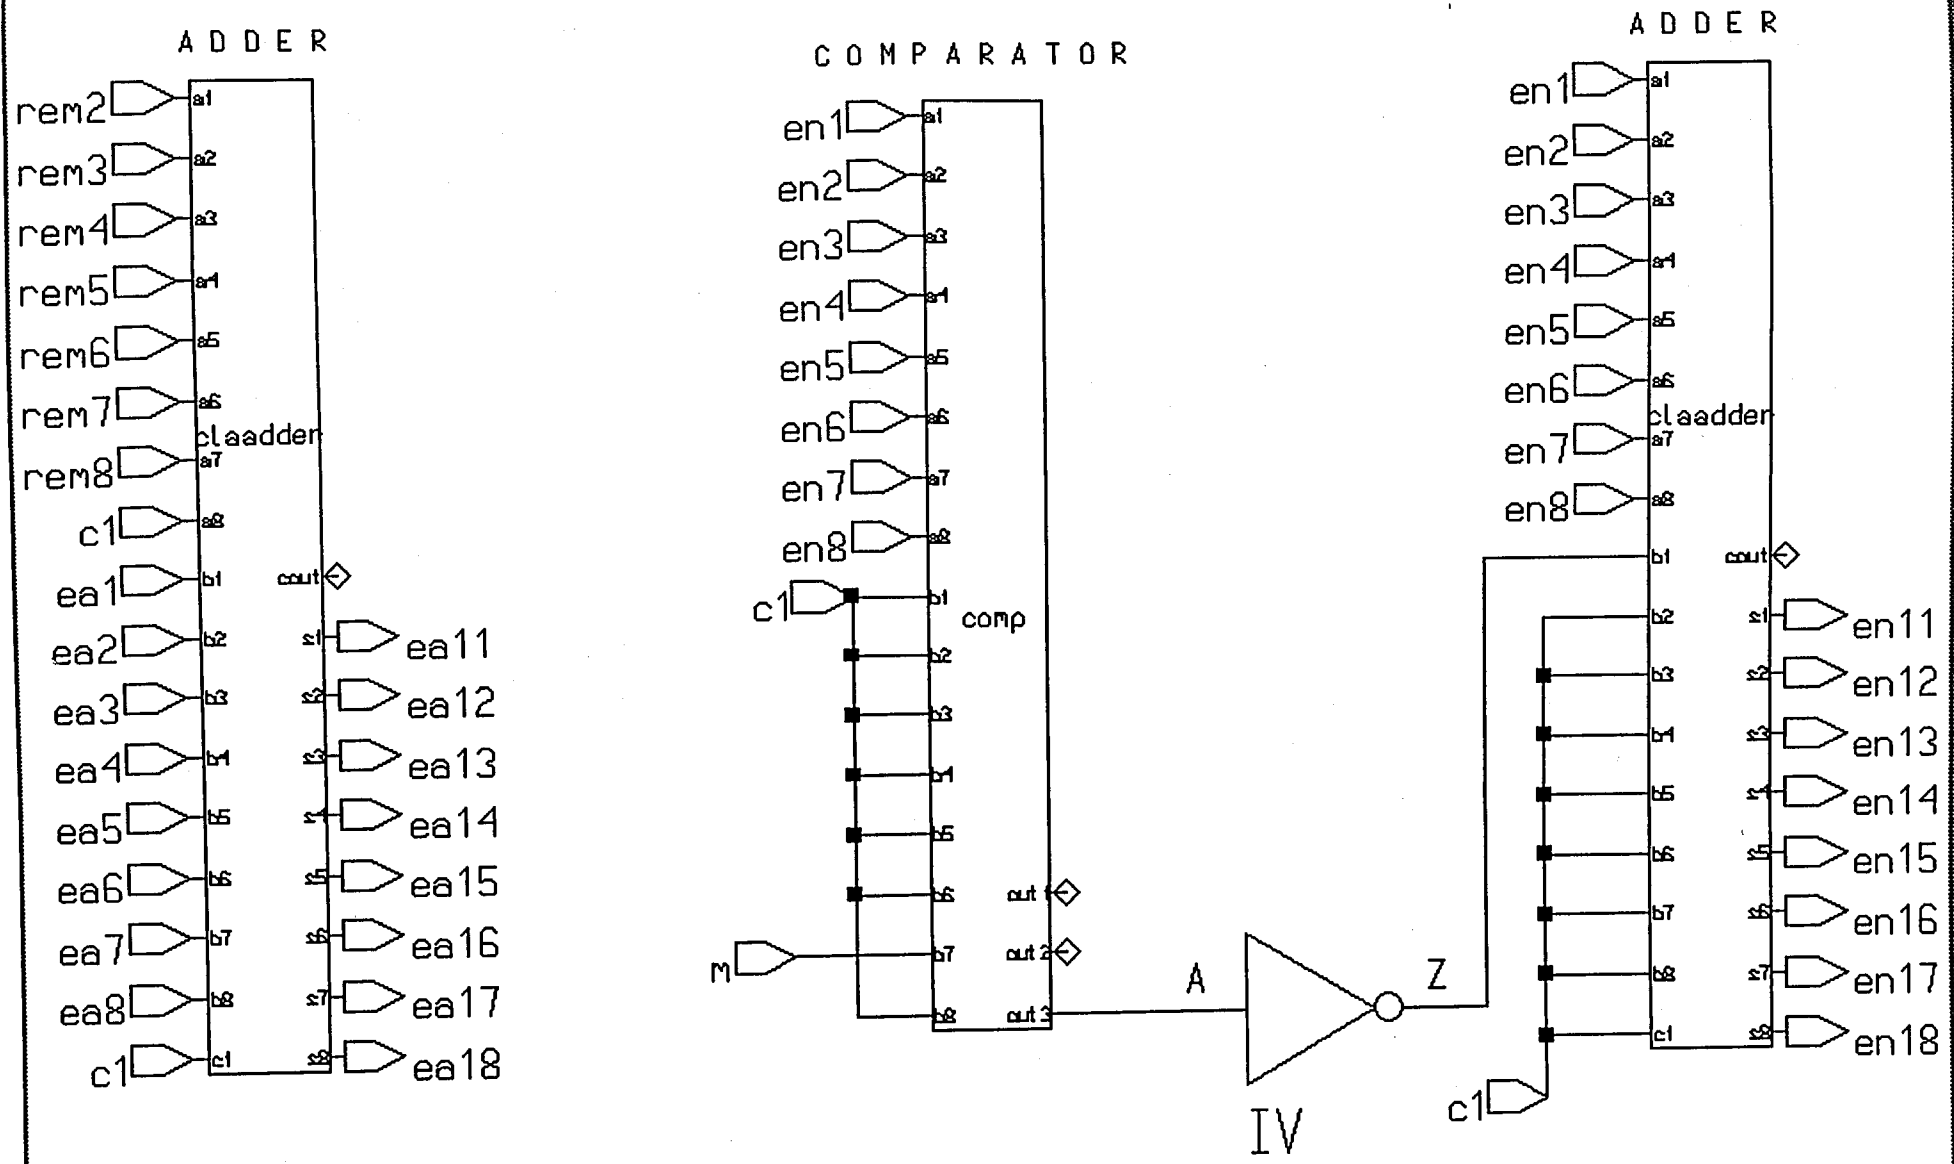 ADDER
rem2
a1
rem3
a2
rem4
a3
rem5
a4
rem6
a5
rem7
a6
claadder
rem8
a7
c1
a8
ea1
b1
cout
ea2
b2
s1
ea11
ea3
b3
s2
ea12
ea4
b4
s3
ea13
ea5
b5
s4
ea14
ea6
b6
s5
ea15
ea7
b7
s6
ea16
ea8
b8
s7
ea17
c1
c1
s8
ea18
COMPARATOR
en1
a1
en2
a2
en3
a3
en4
a4
en5
a5
en6
a6
en7
a7
en8
a8
c1
b1
comp
b2
b3
b4
b5
b6
out 1
m
b7
out 2
b8
out 3
A
Z
IV
ADDER
en1
a1
en2
a2
en3
a3
en4
a4
en5
a5
en6
a6
claadder
en7
a7
en8
a8
b1
cout
b2
s1
en11
b3
s2
en12
b4
s3
en13
b5
s4
en14
b6
s5
en15
b7
s6
en16
b8
s7
en17
c1
s8
en18
c1